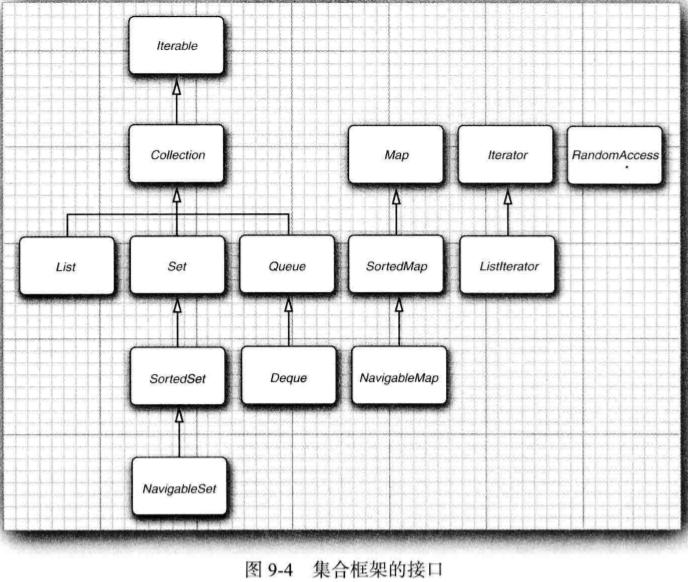 Iterable
Collection
Map
Iterator
RandomAccess
List
Set
Queue
SortedMap
ListIterator
SortedSet
Deque
NavigableMap
NavigableSet
图 9-4 集合框架的接口